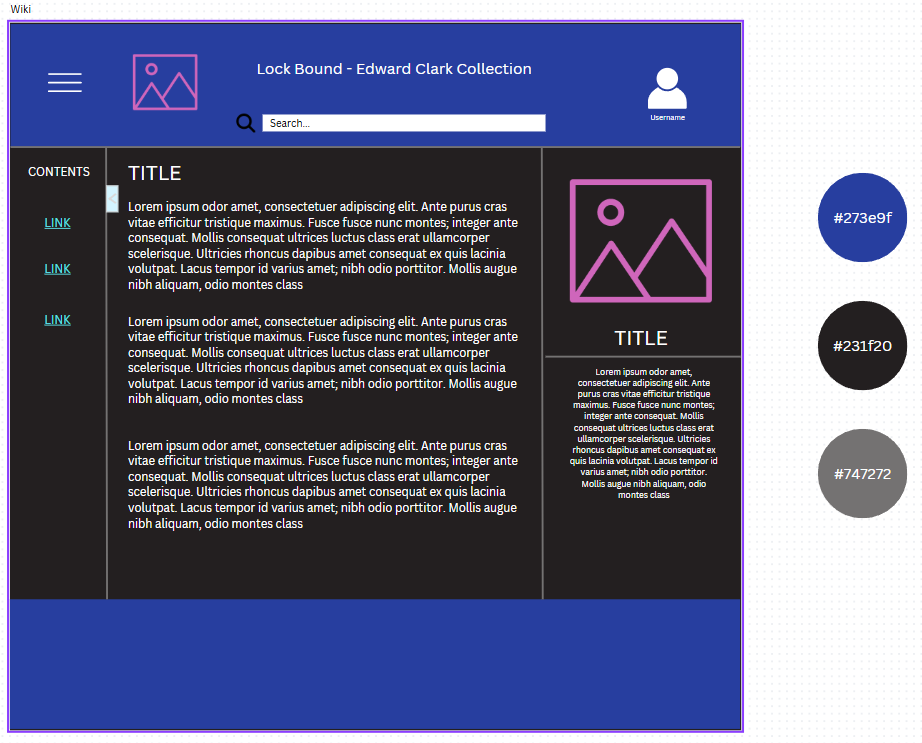 Wiki
Lock Bound - Edward Clark Collection
Search...
Username
CONTENTS
LINK
LINK
LINK
TITLE
Lorem ipsum odor amet, consectetuer adipiscing elit. Ante purus cras
vitae efficitur tristique maximus. Fusce fusce nunc montes; integer ante
consequat. Mollis consequat ultrices luctus class erat ullamcorper
scelerisque. Ultricies rhoncus dapibus amet consequat ex quis lacinia
volutpat. Lacus tempor id varius amet; nibh odio porttitor. Mollis augue
nibh aliquam, odio montes class
Lorem ipsum odor amet, consectetuer adipiscing elit. Ante purus cras
vitae efficitur tristique maximus. Fusce fusce nunc montes; integer ante
consequat. Mollis consequat ultrices luctus class erat ullamcorper
scelerisque. Ultricies rhoncus dapibus amet consequat ex quis lacinia
volutpat. Lacus tempor id varius amet; nibh odio porttitor. Mollis augue
nibh aliquam, odio montes class
Lorem ipsum odor amet, consectetuer adipiscing elit. Ante purus cras
vitae efficitur tristique maximus. Fusce fusce nunc montes; integer ante
consequat. Mollis consequat ultrices luctus class erat ullamcorper
scelerisque. Ultricies rhoncus dapibus amet consequat ex quis lacinia
volutpat. Lacus tempor id varius amet; nibh odio porttitor. Mollis augue
nibh aliquam, odio montes class
TITLE
Lorem ipsum odor amet,
consectetuer adipiscing elit. Ante
purus cras vitae efficitur tristique
maximus. Fusce fusce nunc montes;
integer ante consequat. Mollis
consequat ultrices luctus class erat
ullamcorper scelerisque. Ultricies
rhoncus dapibus amet consequat ex
quis lacinia volutpat. Lacus tempor id
varius amet; nibh odio porttitor.
Mollis augue nibh aliquam, odio
montes class
#273e9f
#231f20
#747272